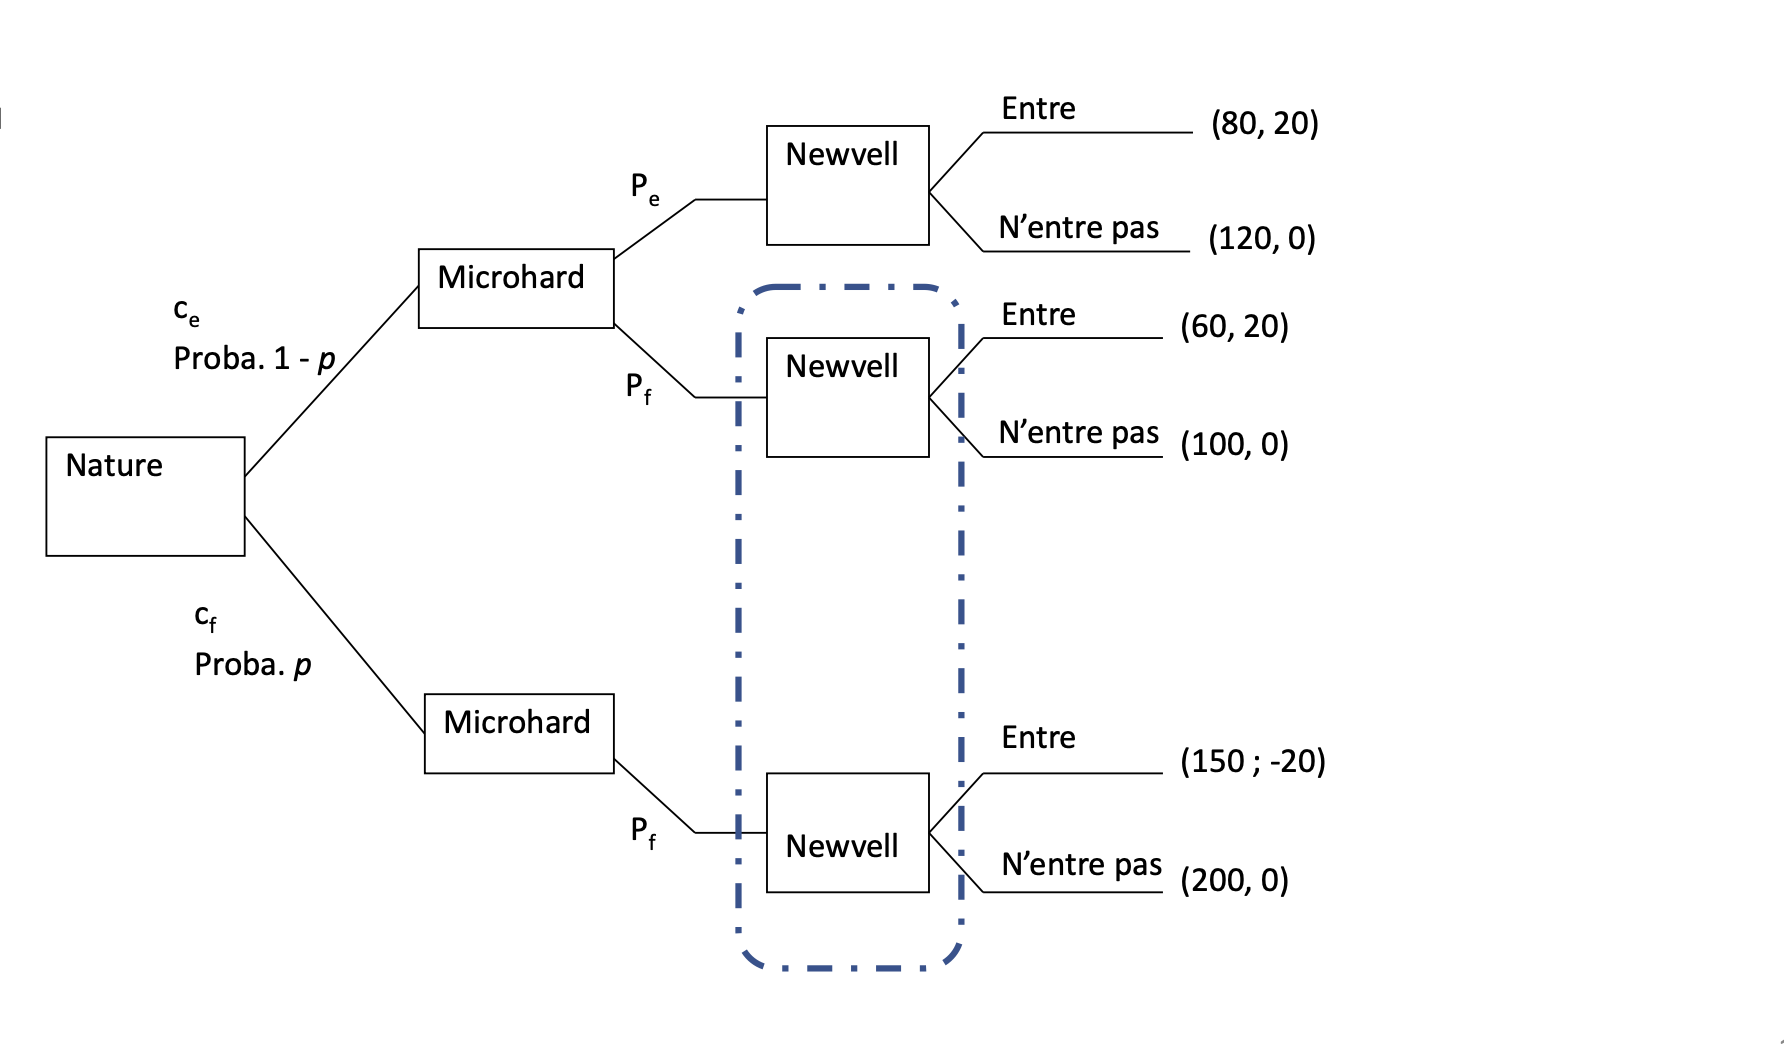 Entre
(80, 20)
Newvell
P_e
N’entre pas
(120, 0)
Microhard
c_e
Entre
(60, 20)
Proba. 1 - p
Newvell
P_f
N’entre pas
(100, 0)
Nature
c_f
Proba. p
Microhard
Entre
(150 ; -20)
P_f
Newvell
N’entre pas
(200, 0)